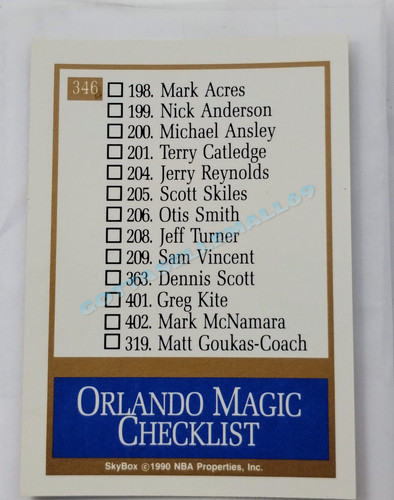 346
198. Mark Acres
199. Nick Anderson
200. Michael Ansley
201. Terry Catledge
204. Jerry Reynolds
205. Scott Skiles
206. Otis Smith
208. Jeff Turner
209. Sam Vincent
363. Dennis Scott
401. Greg Kite
402. Mark McNamara
319. Matt Goukas-Coach
ORLANDO MAGIC
CHECKLIST
SkyBox ©1990 NBA Properties, Inc.